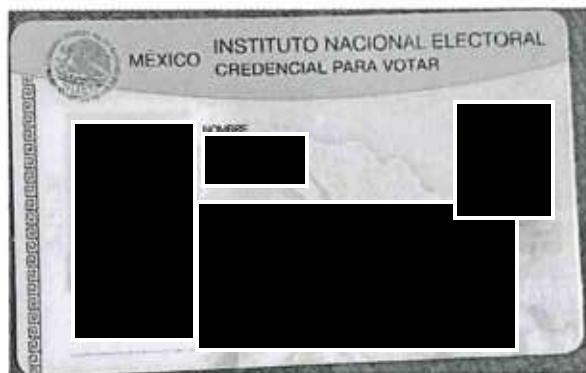 MÉXICO INSTITUTO NACIONAL ELECTORAL
CREDENCIAL PARA VOTAR
NOMBRE